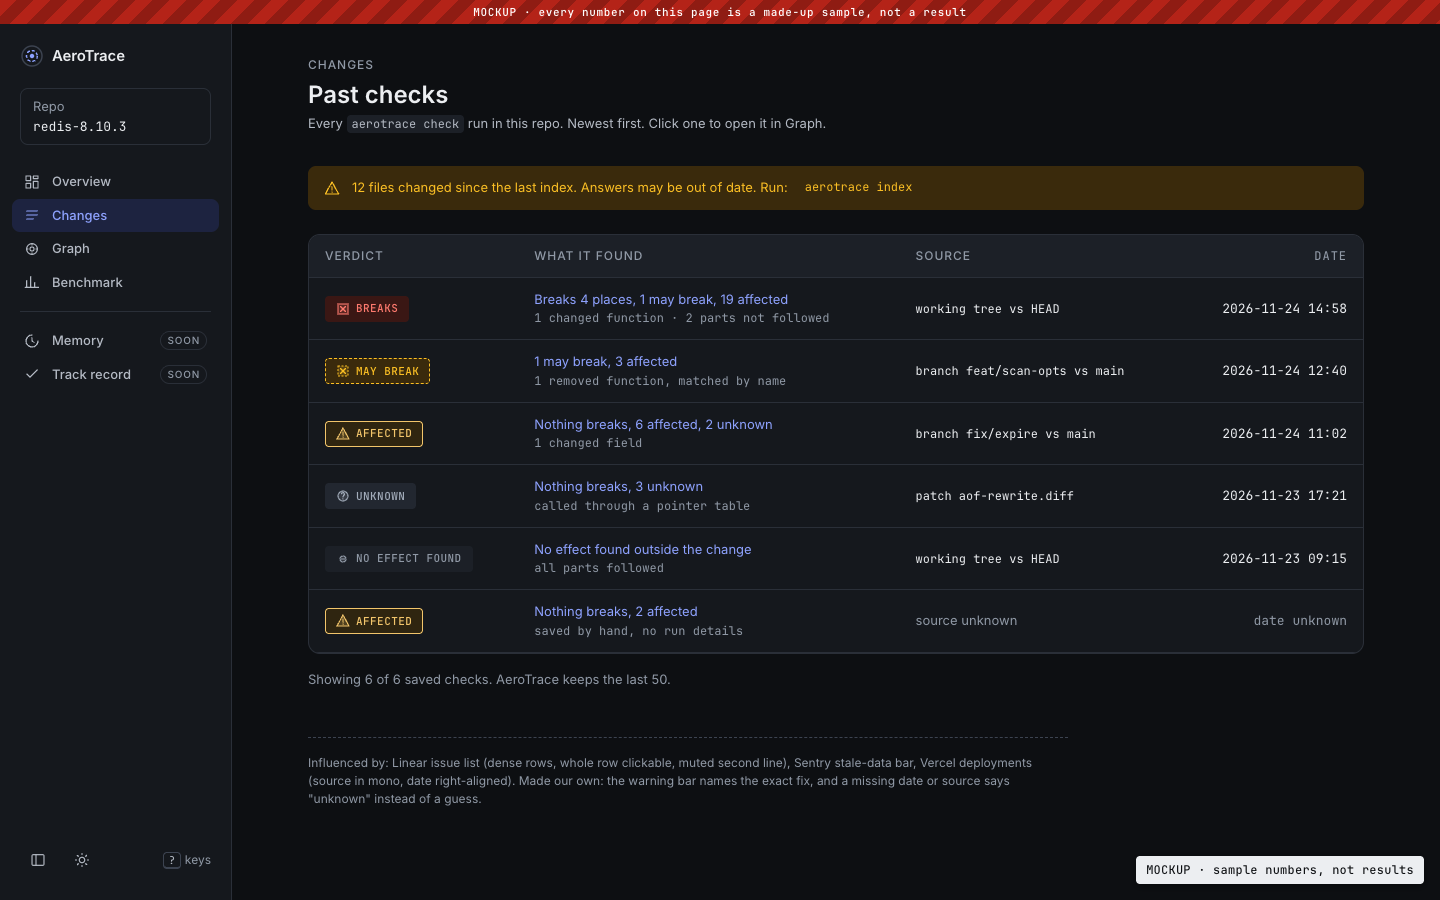 MOCKUP · every number on this page is a made-up sample, not a result
AeroTrace
Repo
redis-8.10.3
Overview
Changes
Graph
Benchmark
Memory SOON
Track record SOON
? keys
CHANGES
Past checks
Every aerotrace check run in this repo. Newest first. Click one to open it in Graph.
12 files changed since the last index. Answers may be out of date. Run: aerotrace index
VERDICT WHAT IT FOUND SOURCE DATE
BREAKS Breaks 4 places, 1 may break, 19 affected working tree vs HEAD 2026-11-24 14:58
1 changed function · 2 parts not followed
MAY BREAK 1 may break, 3 affected branch feat/scan-opts vs main 2026-11-24 12:40
1 removed function, matched by name
AFFECTED Nothing breaks, 6 affected, 2 unknown branch fix/expire vs main 2026-11-24 11:02
1 changed field
UNKNOWN Nothing breaks, 3 unknown patch aof-rewrite.diff 2026-11-23 17:21
called through a pointer table
NO EFFECT FOUND No effect found outside the change working tree vs HEAD 2026-11-23 09:15
all parts followed
AFFECTED Nothing breaks, 2 affected source unknown date unknown
saved by hand, no run details
Showing 6 of 6 saved checks. AeroTrace keeps the last 50.
Influenced by: Linear issue list (dense rows, whole row clickable, muted second line), Sentry stale-data bar, Vercel deployments
(source in mono, date right-aligned). Made our own: the warning bar names the exact fix, and a missing date or source says
"unknown" instead of a guess.
MOCKUP · sample numbers, not results